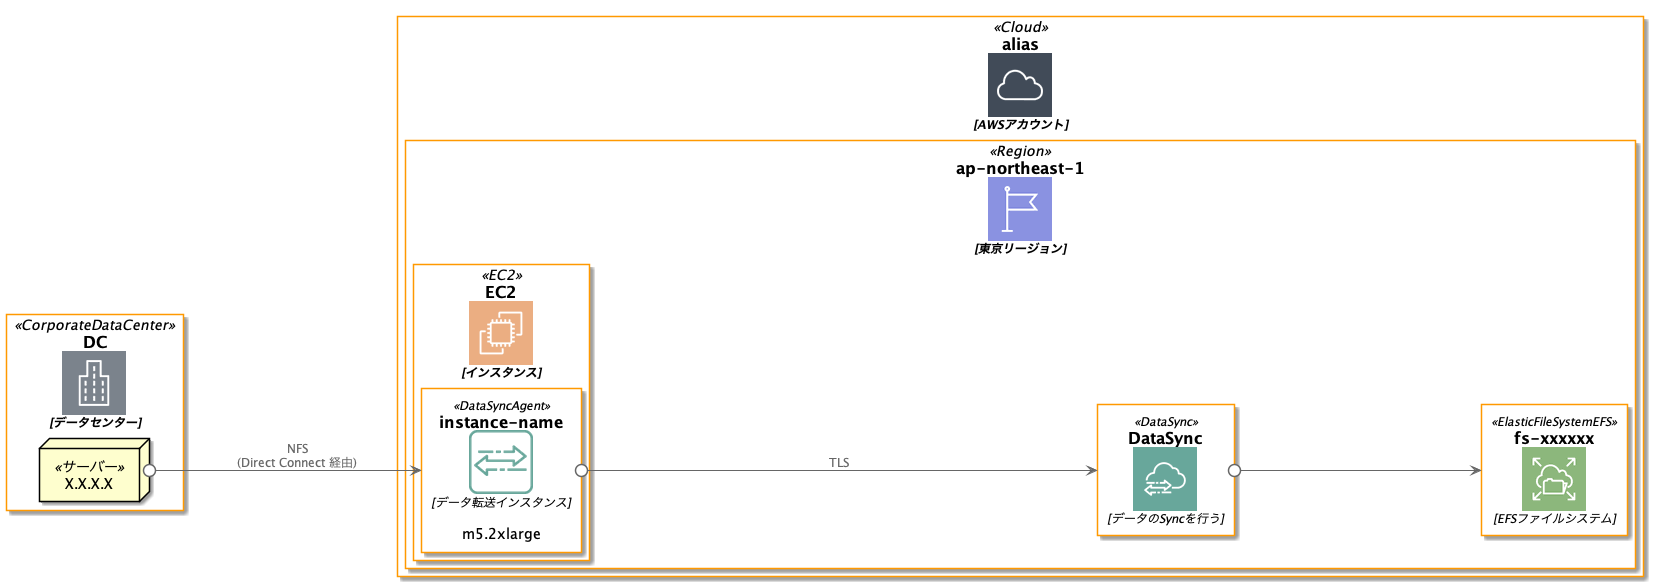 «Cloud»
alias
[AWSアカウント]
«Region»
ap-northeast-1
[東京リージョン]
«EC2»
EC2
[インスタンス]
«CorporateDataCenter»
DC
[データセンター]
«サーバー»
X.X.X.X
NFS
(Direct Connect 経由)
«DataSyncAgent»
instance-name
[データ転送インスタンス]
m5.2xlarge
TLS
«DataSync»
DataSync
[データのSyncを行う]
«ElasticFileSystemEFS»
fs-xxxxxx
[EFSファイルシステム]